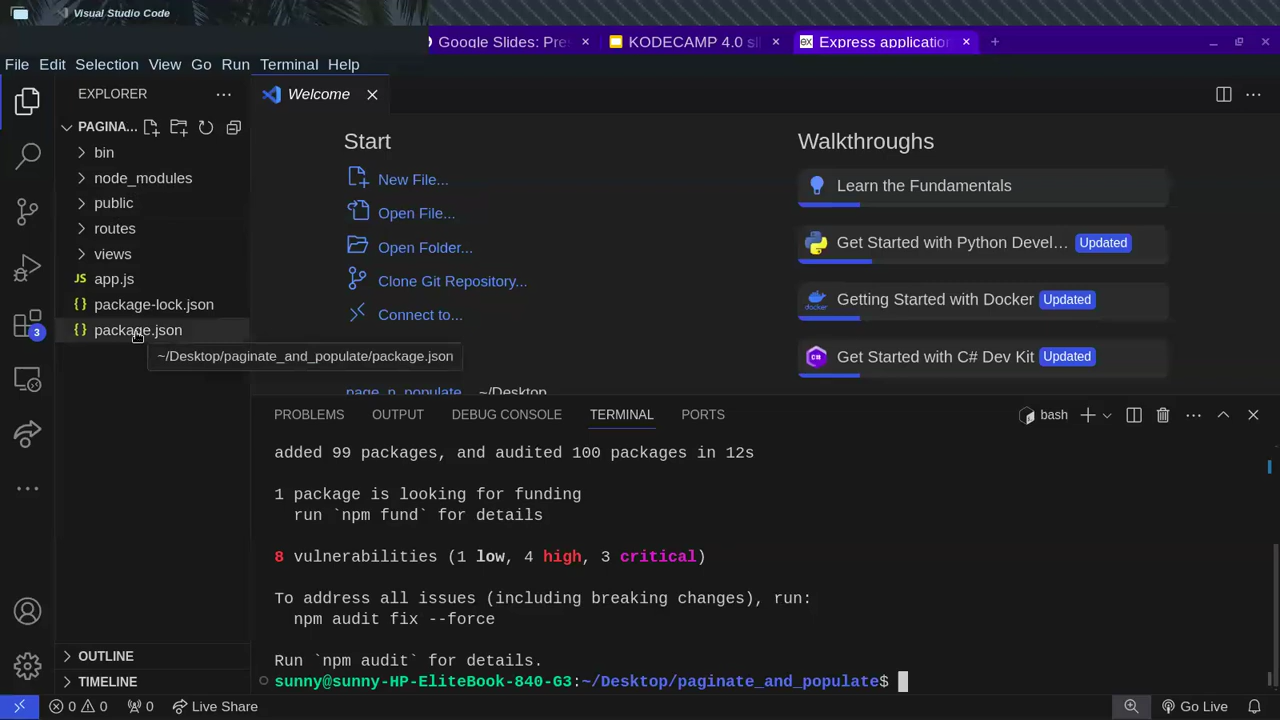 Visual Studio Code
Google Slides: Pres
KODECAMP 4.0 sli
Express application
File Edit Selection View Go Run Terminal Help
EXPLORER
Welcome
PAGINA...
bin
node_modules
public
routes
views
JS app.js
{} package-lock.json
{} package.json
~/Desktop/paginate_and_populate/package.json
3
Start
New File...
Open File...
Open Folder...
Clone Git Repository...
Connect to...
page_n_populate ~/Desktop
Walkthroughs
Learn the Fundamentals
Get Started with Python Devel... Updated
Getting Started with Docker Updated
Get Started with C# Dev Kit Updated
PROBLEMS OUTPUT DEBUG CONSOLE TERMINAL PORTS
bash
added 99 packages, and audited 100 packages in 12s
1 package is looking for funding
run `npm fund` for details
8 vulnerabilities (1 low, 4 high, 3 critical)
To address all issues (including breaking changes), run:
npm audit fix --force
Run `npm audit` for details.
sunny@sunny-HP-EliteBook-840-G3:~/Desktop/paginate_and_populate$
OUTLINE
TIMELINE
0 0 0 Live Share
Go Live